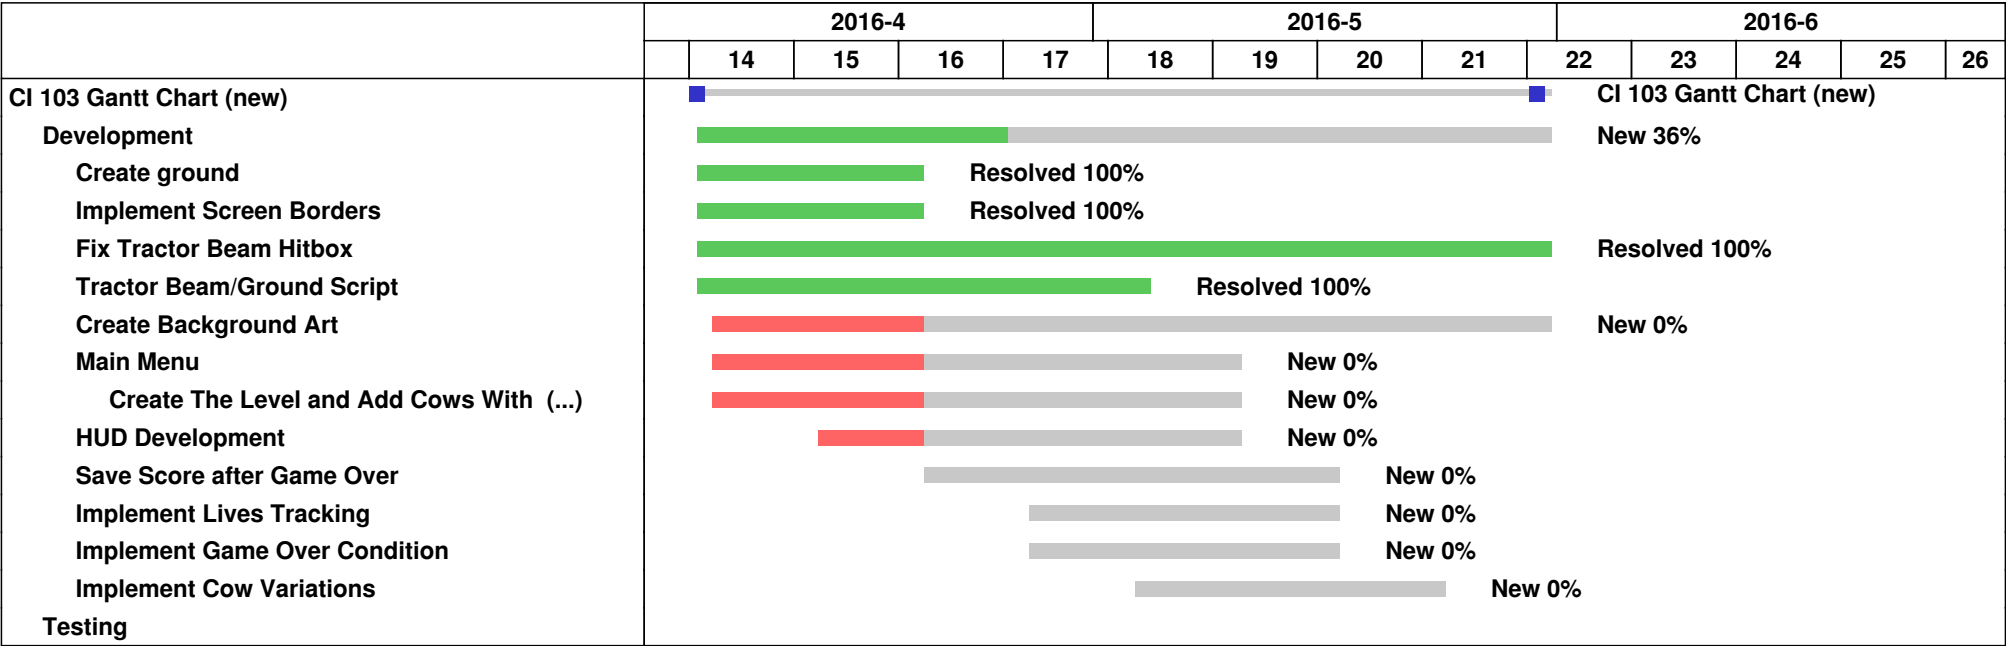 2016-4 2016-5 2016-6
14 15 16 17 18 19 20 21 22 23 24 25 26
CI 103 Gantt Chart (new) CI 103 Gantt Chart (new)
Development New 36%
Create ground Resolved 100%
Implement Screen Borders Resolved 100%
Fix Tractor Beam Hitbox Resolved 100%
Tractor Beam/Ground Script Resolved 100%
Create Background Art New 0%
Main Menu New 0%
Create The Level and Add Cows With (...) New 0%
HUD Development New 0%
Save Score after Game Over New 0%
Implement Lives Tracking New 0%
Implement Game Over Condition New 0%
Implement Cow Variations New 0%
Testing